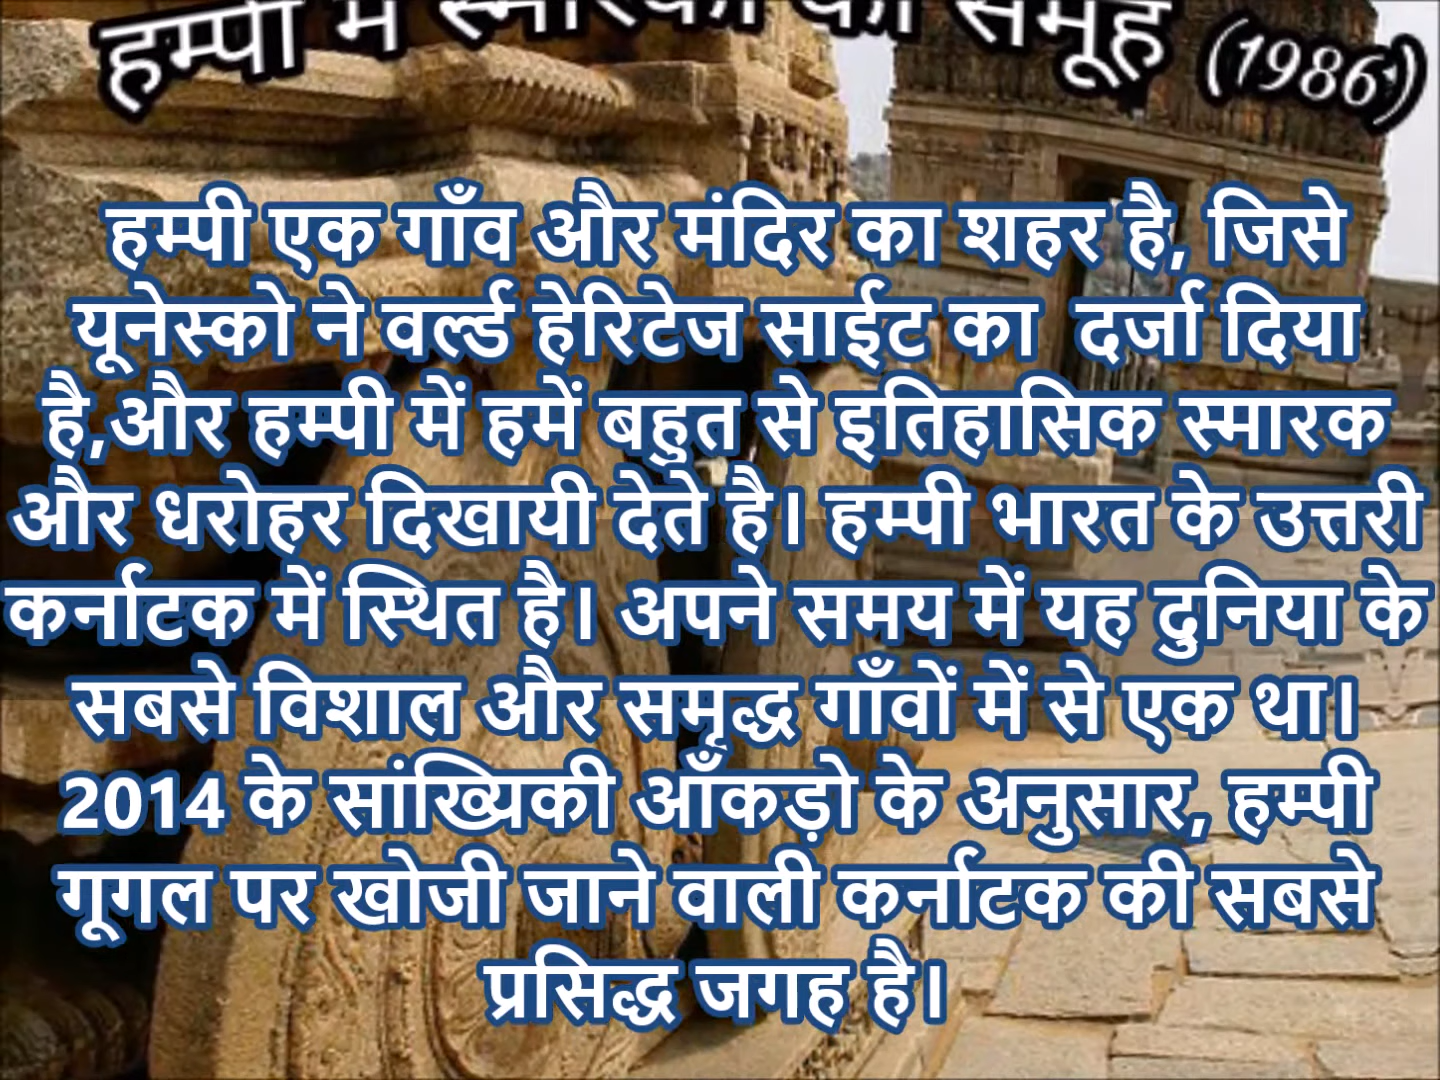 हम्पी में स्मारकों का समूह (1986)
हम्पी एक गाँव और मंदिर का शहर है, जिसे
यूनेस्को ने वर्ल्ड हेरिटेज साईट का दर्जा दिया
है,और हम्पी में हमें बहुत से इतिहासिक स्मारक
और धरोहर दिखायी देते है। हम्पी भारत के उत्तरी
कर्नाटक में स्थित है। अपने समय में यह दुनिया के
सबसे विशाल और समृद्ध गाँवों में से एक था।
2014 के सांख्यिकी आँकड़ो के अनुसार, हम्पी
गूगल पर खोजी जाने वाली कर्नाटक की सबसे
प्रसिद्ध जगह है।